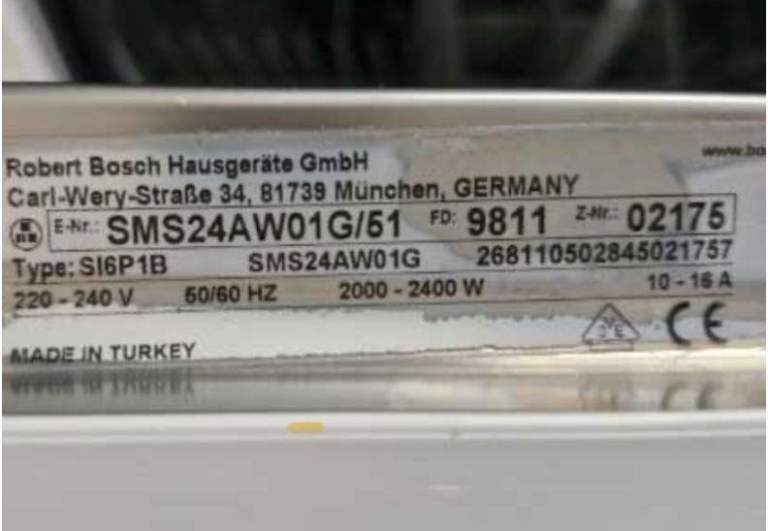 Robert Bosch Hausgeräte GmbH
www.bo
Carl-Wery-Straße 34, 81739 München, GERMANY
E-Nr.: SMS24AW01G/51 FD: 9811 Z-Nr.: 02175
Type: SI6P1B SMS24AW01G 268110502845021757
220 - 240 V 50/60 HZ 2000 - 2400 W 10 - 16 A
CE
MADE IN TURKEY